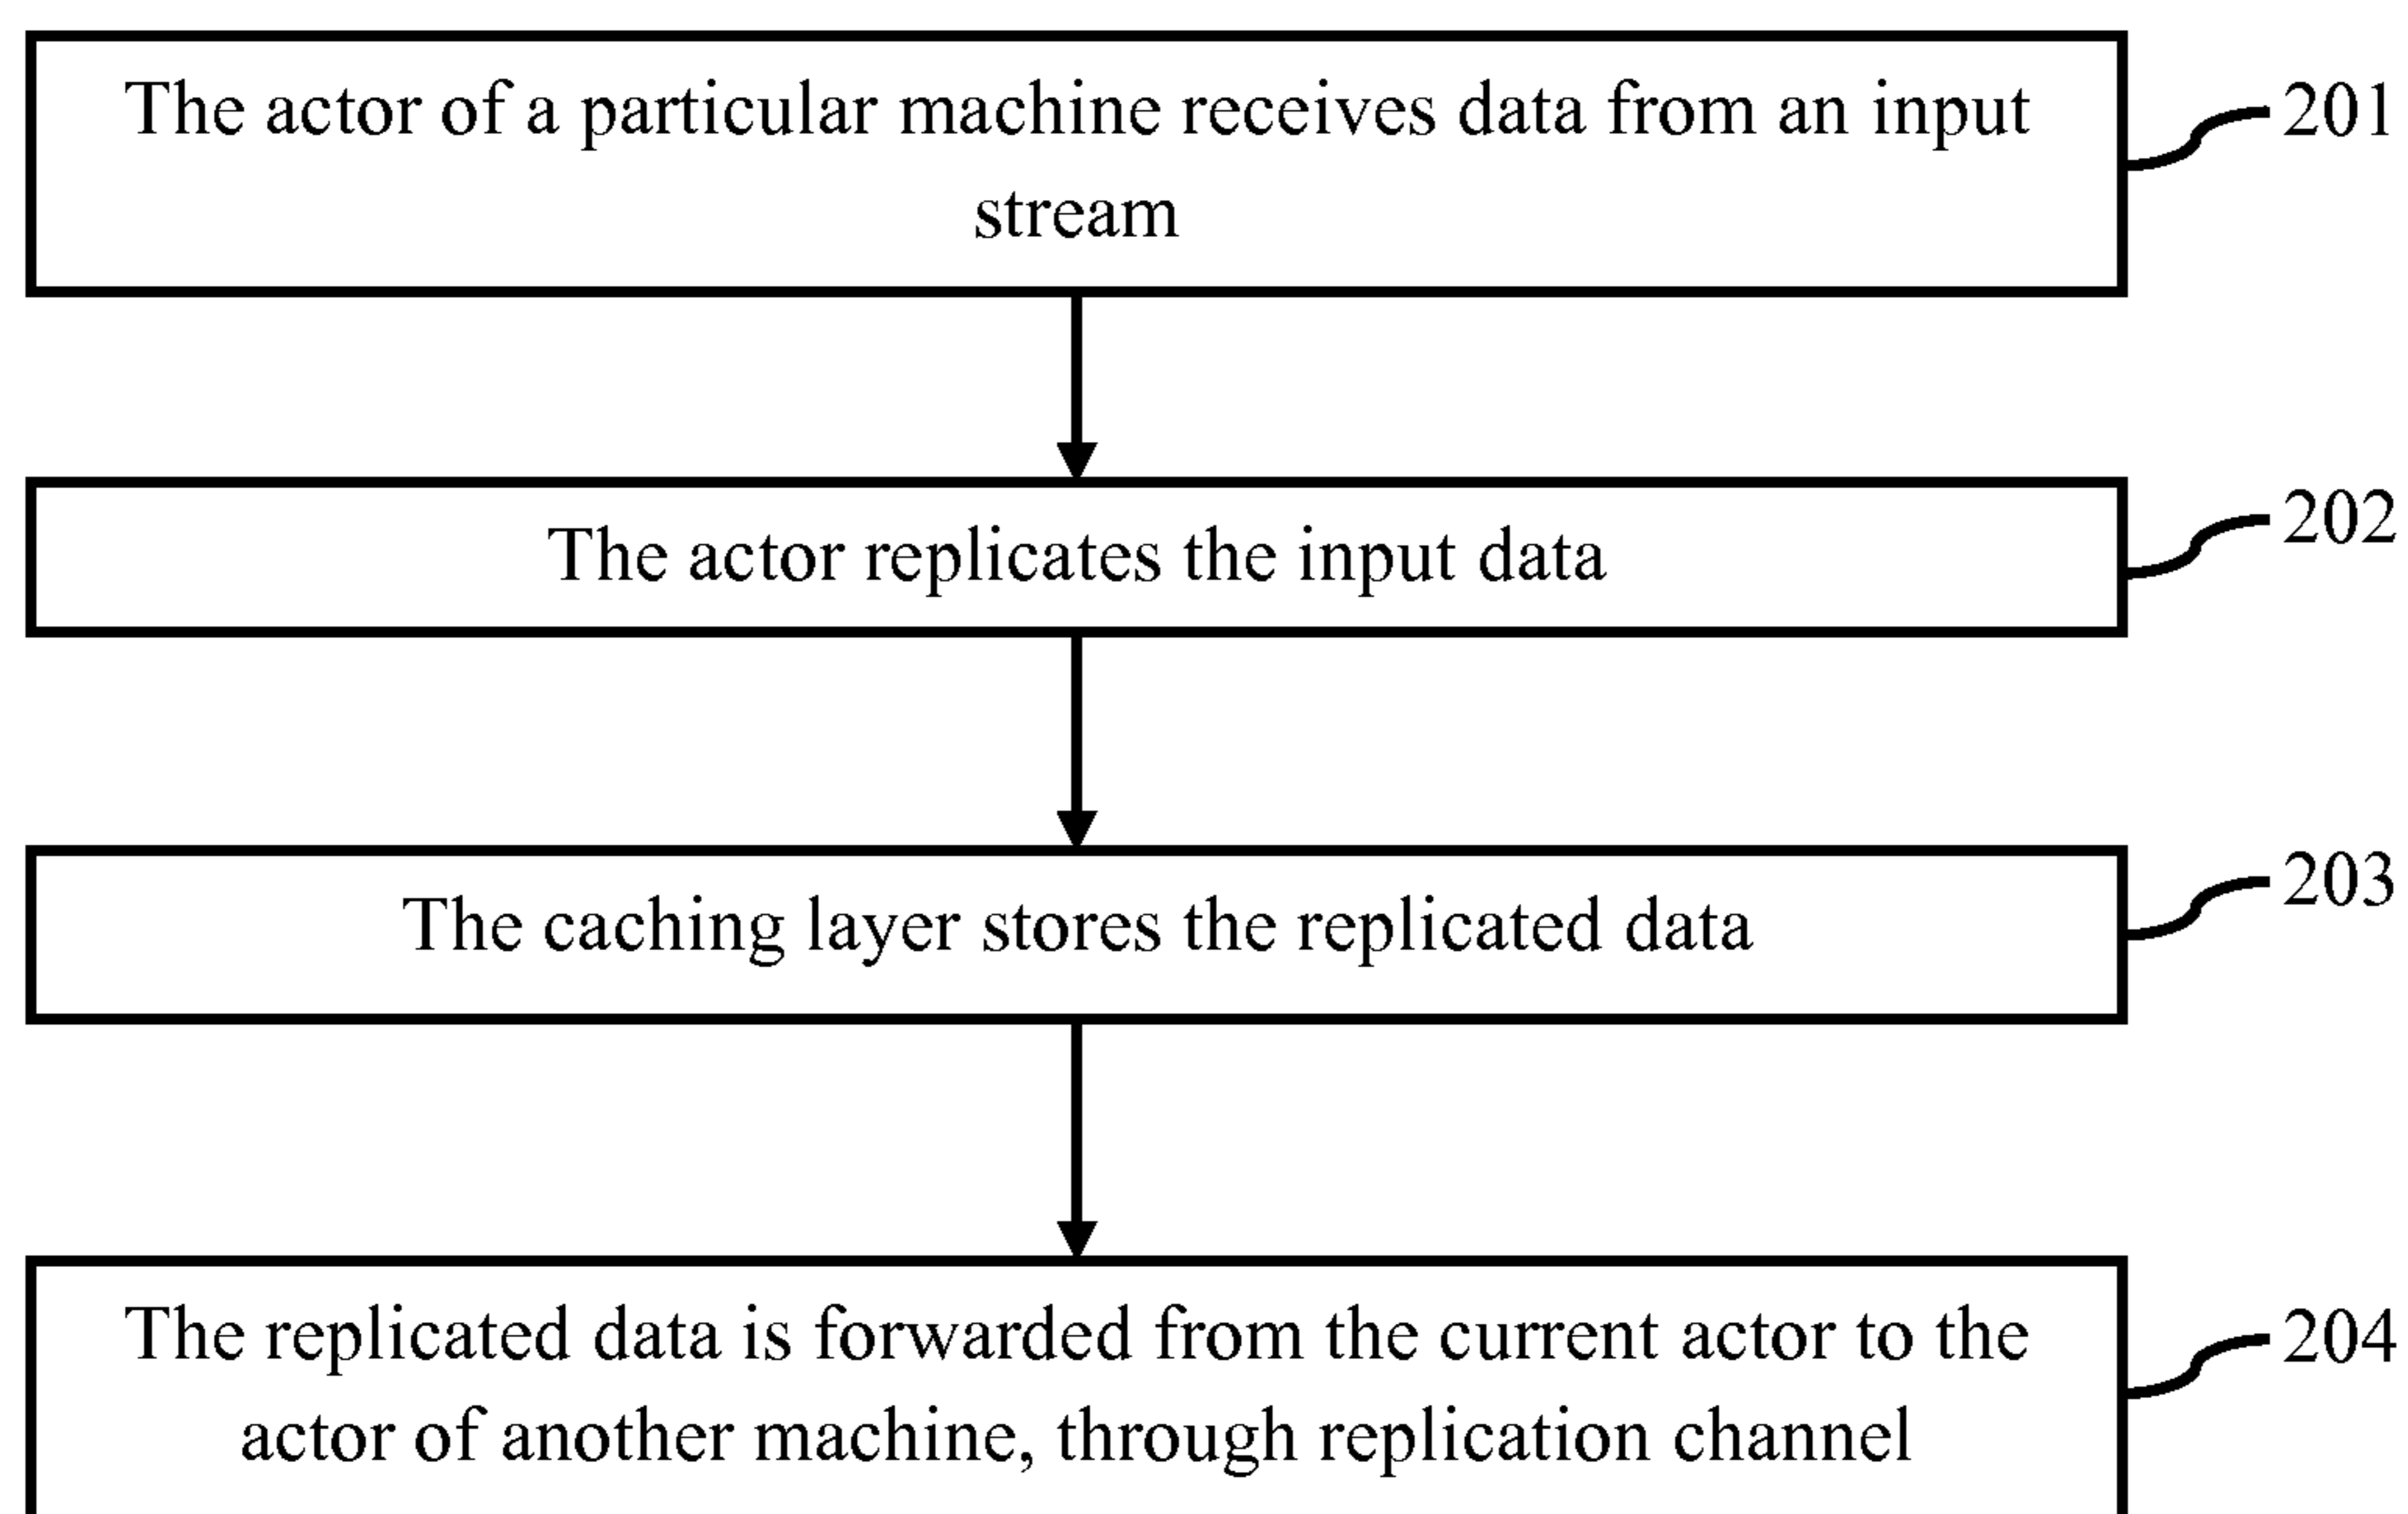 The actor of a particular machine receives data from an input
stream
201
The actor replicates the input data
202
The caching layer stores the replicated data
203
The replicated data is forwarded from the current actor to the
actor of another machine, through replication channel
204